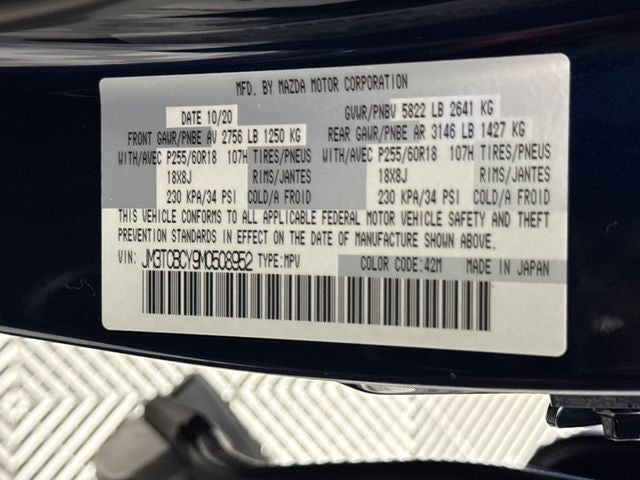 MFD. BY MAZDA MOTOR CORPORATION
DATE 10/20 GVWR/PNBV 5822 LB 2641 KG
FRONT GAWR/PNBE AV 2756 LB 1250 KG REAR GAWR/PNBE AR 3146 LB 1427 KG
WITH/AVEC P255/60R18 107H TIRES/PNEUS WITH/AVEC P255/60R18 107H TIRES/PNEUS
18X8J RIMS/JANTES 18X8J RIMS/JANTES
230 KPA/34 PSI COLD/A FROID 230 KPA/34 PSI COLD/A FROID
THIS VEHICLE CONFORMS TO ALL APPLICABLE FEDERAL MOTOR VEHICLE SAFETY AND THEFT
PREVENTION STANDARDS IN EFFECT ON THE DATE OF MANUFACTURE SHOWN ABOVE.
VIN: JM3TCBCY9M0508952 TYPE:MPV COLOR CODE:42M MADE IN JAPAN